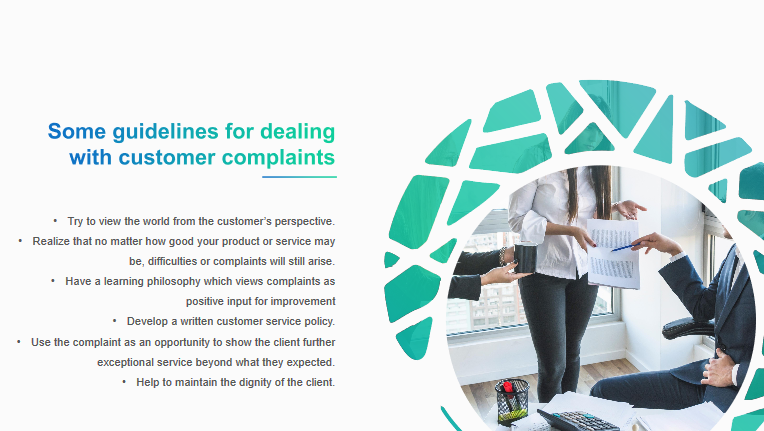 Some guidelines for dealing
with customer complaints
• Try to view the world from the customer's perspective.
• Realize that no matter how good your product or service may
be, difficulties or complaints will still arise.
• Have a learning philosophy which views complaints as
positive input for improvement
• Develop a written customer service policy.
• Use the complaint as an opportunity to show the client further
exceptional service beyond what they expected.
• Help to maintain the dignity of the client.